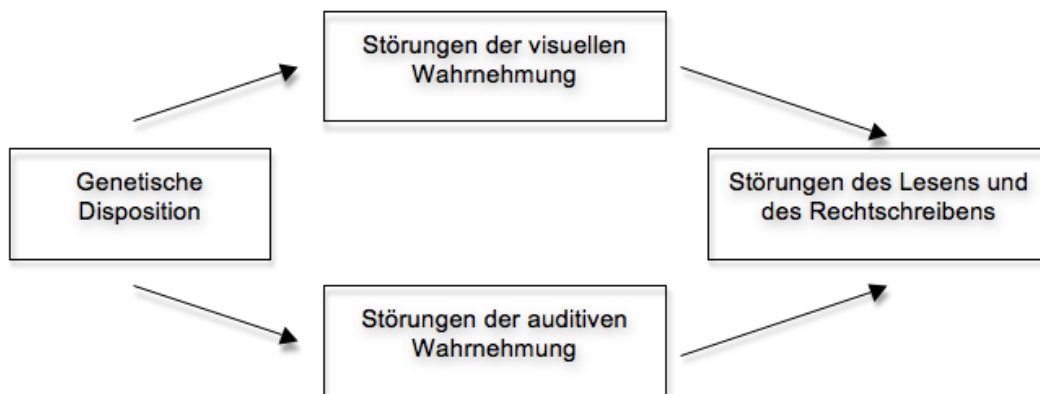 Störungen der visuellen
Wahrnehmung
Genetische
Disposition
Störungen des Lesens und
des Rechtschreibens
Störungen der auditiven
Wahrnehmung